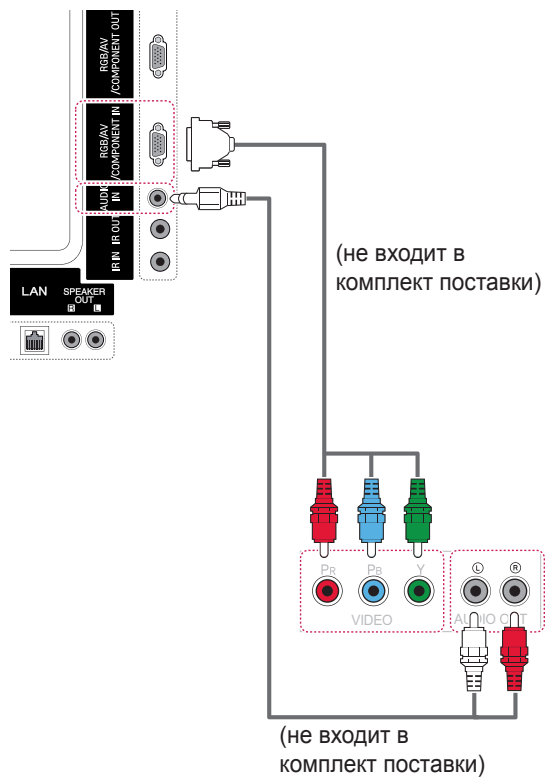 RGB/AV
/COMPONENT OUT
RGB/AV
/COMPONENT IN
AUDIO
IN
IR OUT
IR IN
LAN
SPEAKER
OUT
R L
(не входит в
комплект поставки)
PR PB Y
VIDEO
L R
AUDIO OUT
(не входит в
комплект поставки)